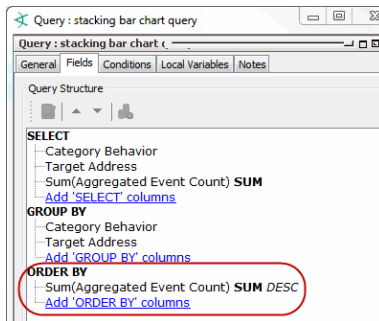 Query : stacking bar chart query
Query : stacking bar chart (
General Fields Conditions Local Variables Notes
Query Structure
SELECT
Category Behavior
Target Address
Sum(Aggregated Event Count) SUM
Add 'SELECT' columns
GROUP BY
Category Behavior
Target Address
Add 'GROUP BY' columns
ORDER BY
Sum(Aggregated Event Count) SUM DESC
Add 'ORDER BY' columns